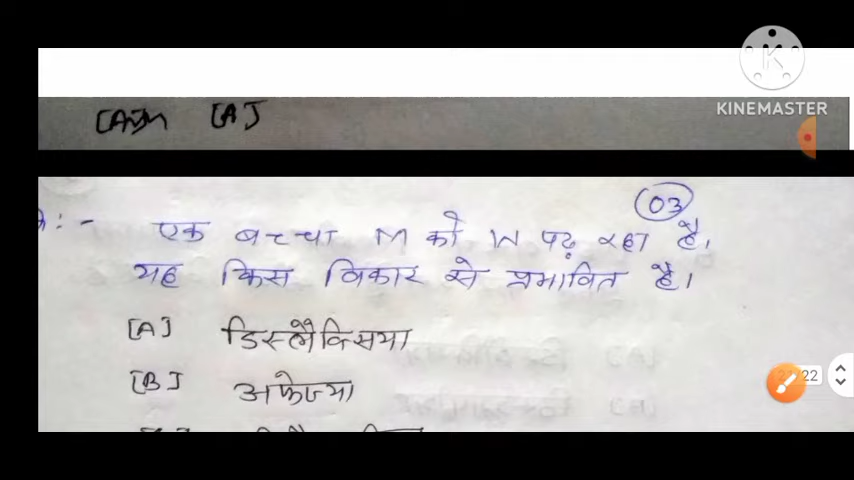 KINEMASTER
[A]
03
एक बच्चा M को W पढ़ रहा है,
यह किस विकार से प्रभावित है।
[A] डिस्लैक्सिया
[B] अफेज्या
22